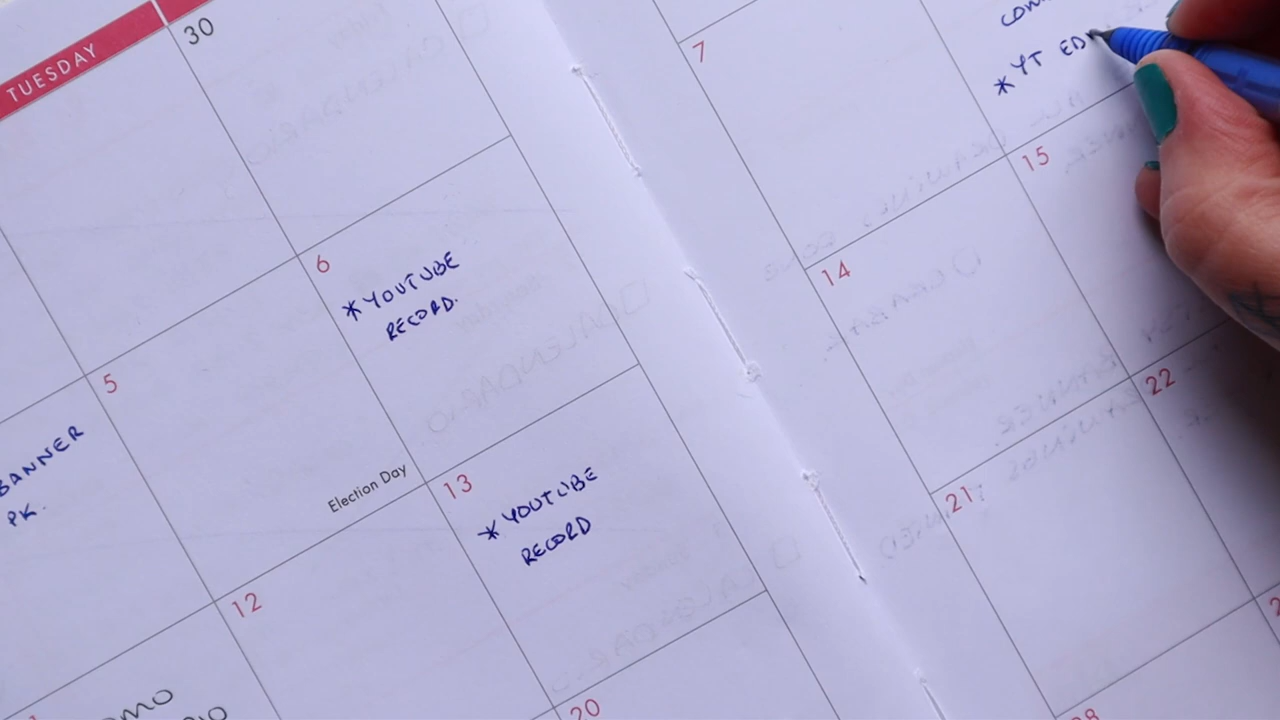 TUESDAY
30
7
* YT ED
15
6
* YOUTUBE
RECORD.
14
5
BANNER
PK.
Election Day
13
* YOUTUBE
RECORD
22
21
12
20
28